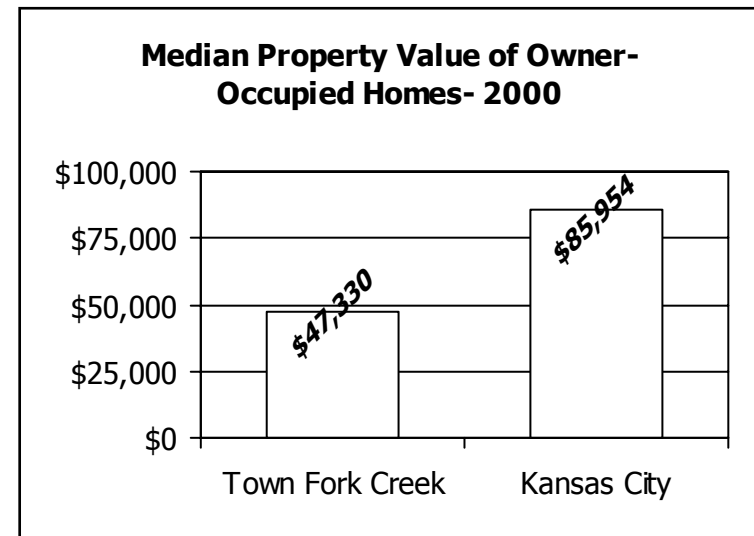 Median Property Value of Owner-
Occupied Homes- 2000
$100,000
$75,000
$50,000
$25,000
$0
$47,330
$85,954
Town Fork Creek
Kansas City